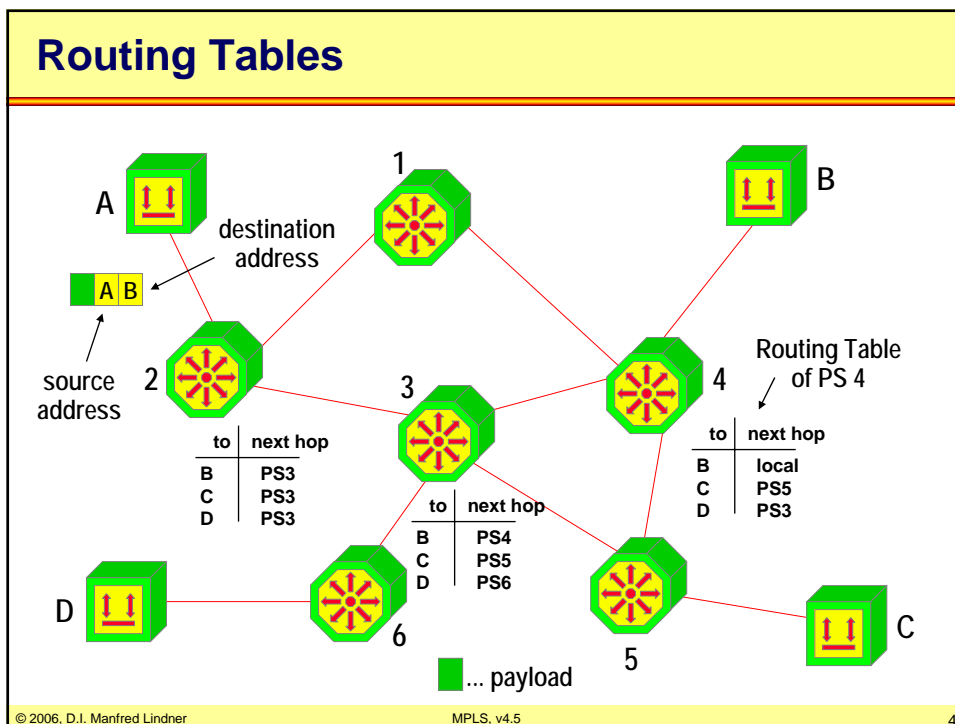 Routing Tables
1
B
A
destination
address
A B
2
source
address
3
4
Routing Table
of PS 4
to next hop
B PS3
C PS3
D PS3
to next hop
B PS4
C PS5
D PS6
to next hop
B local
C PS5
D PS3
D
6
5
C
... payload
© 2006, D.I. Manfred Lindner
MPLS, v4.5
4